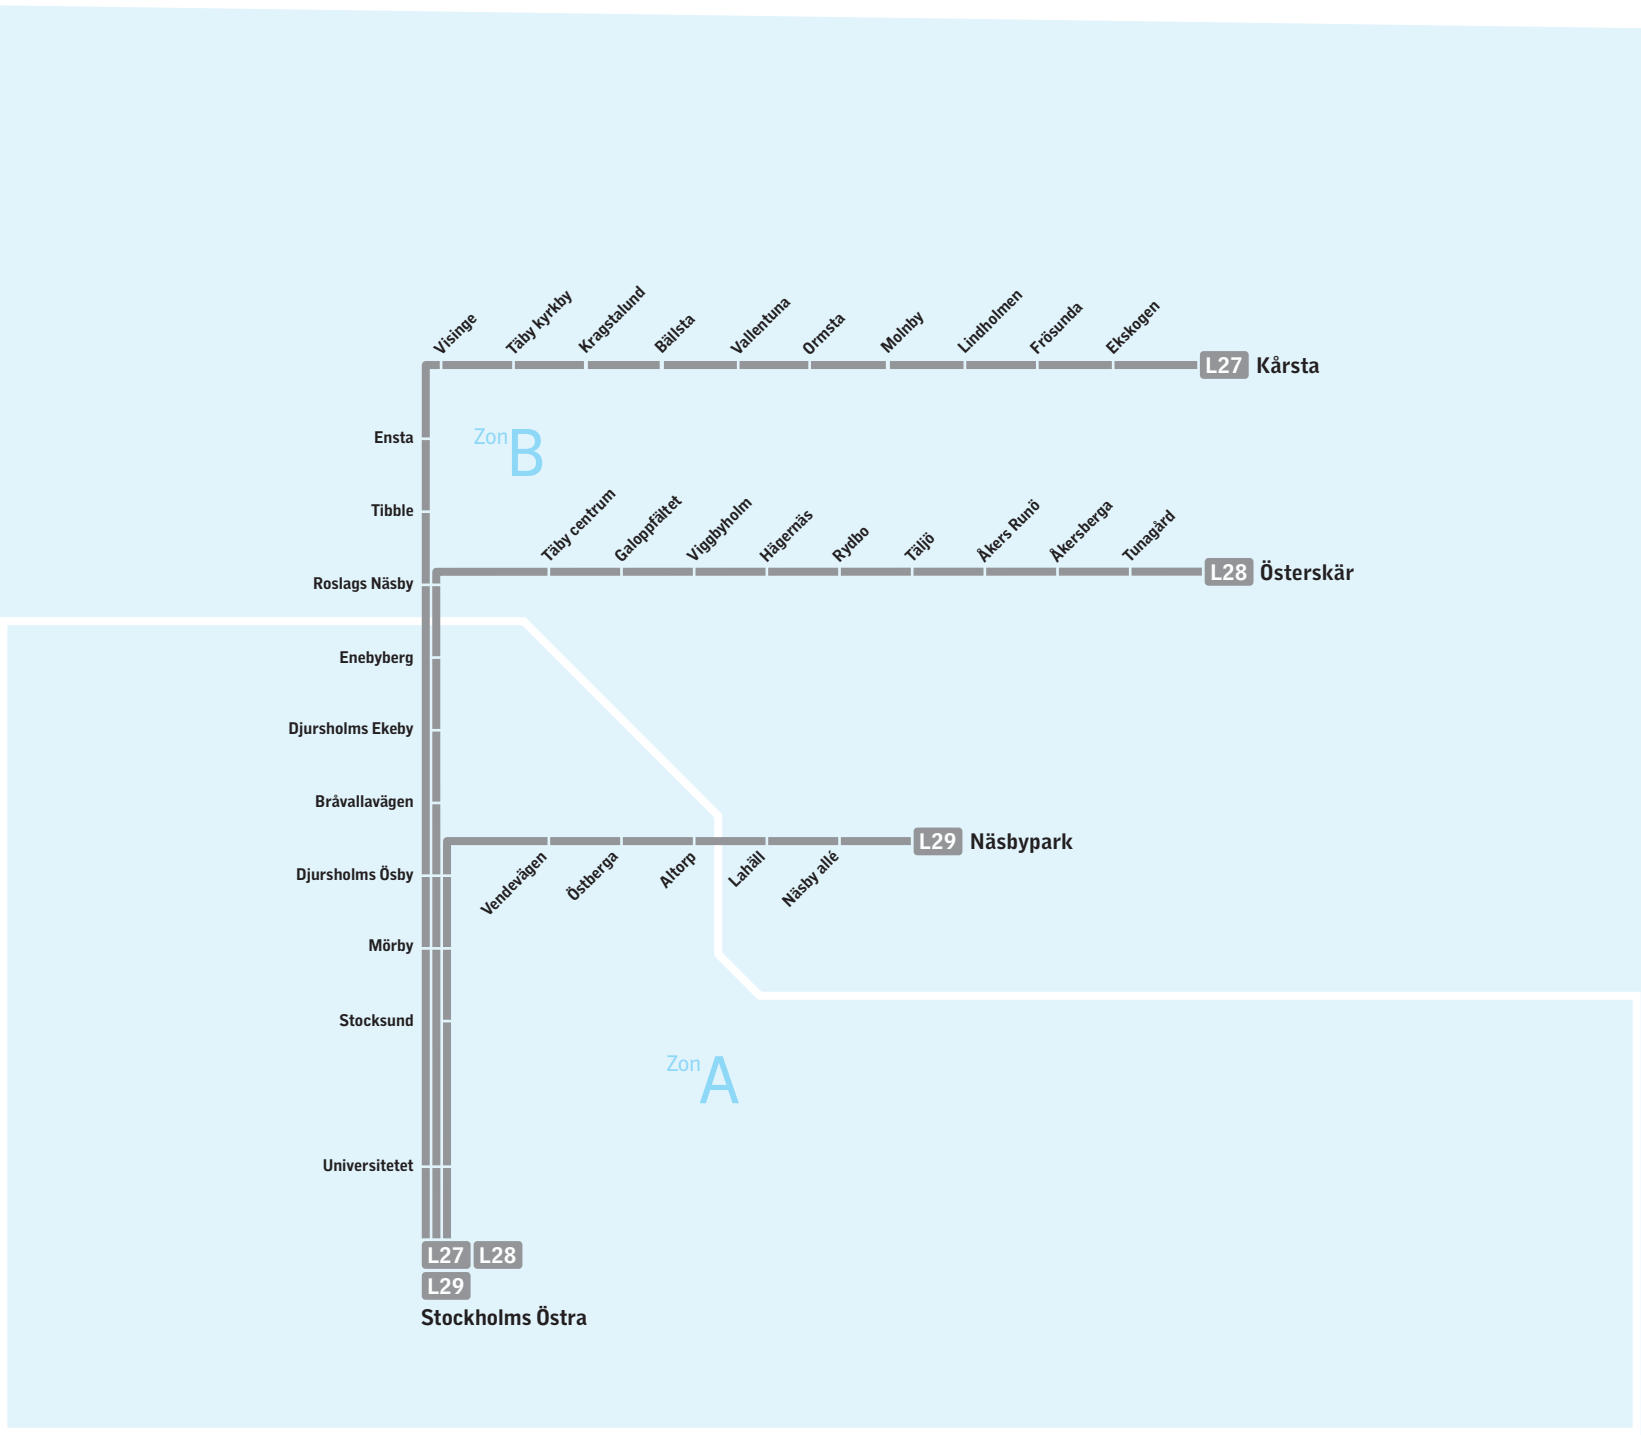 Visinge
Täby kyrkby
Kragstalund
Bällsta
Vallentuna
Ormsta
Molnby
Lindholmen
Frösunda
Ekskogen
L27 Kårsta
Ensta
Zon B
Tibble
Täby centrum
Galoppfältet
Viggbyholm
Hägernäs
Rydbo
Täljö
Åkers Runö
Åkersberga
Tunagård
L28 Österskär
Roslags Näsby
Enebyberg
Djursholms Ekeby
Bråvallavägen
L29 Näsbypark
Vendevägen
Östberga
Altorp
Lahäll
Näsby allé
Djursholms Ösby
Mörby
Stocksund
Zon A
Universitetet
L27 L28
L29
Stockholms Östra